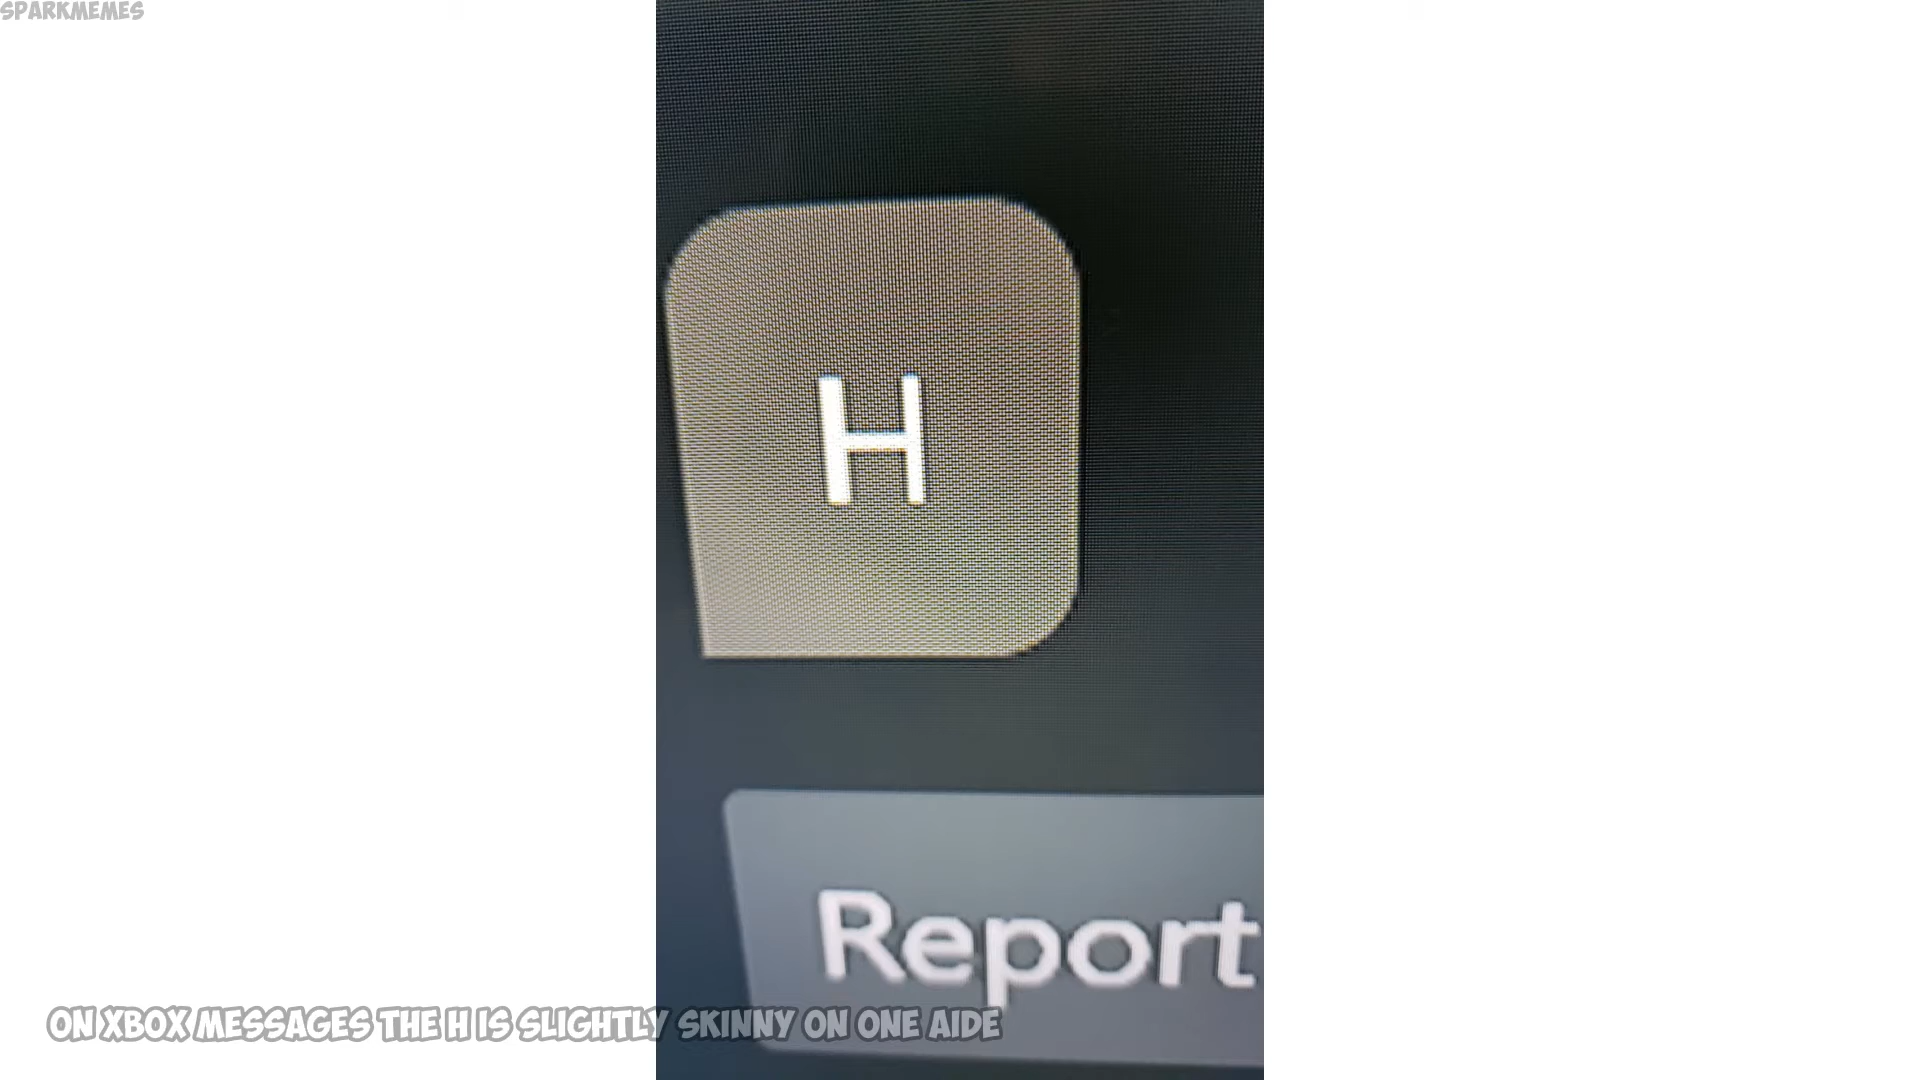 SPARKMEMES
H
Report
ON XBOX MESSAGES THE H IS SLIGHTLY SKINNY ON ONE AIDE